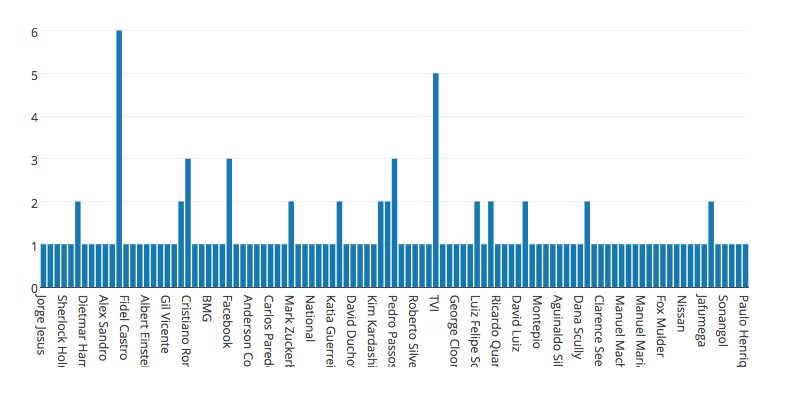 6
5
4
3
2
1
0
Jorge Jesus
Sherlock Hol
Dietmar Harr
Alex Sandro
Fidel Castro
Albert Einstei
Gil Vicente
Cristiano Ror
BMG
Facebook
Anderson Co
Carlos Pared
Mark Zuckerl
National
Katia Guerrei
David Ducho
Kim Kardashi
Pedro Passos
Roberto Silve
TVI
George Cloor
Luiz Felipe Sc
Ricardo Quar
David Luiz
Montepio
Aguinaldo Sil
Dana Scully
Clarence See
Manuel Mach
Manuel Mari
Fox Mulder
Nissan
Jafumega
Sonangol
Paulo Henriq